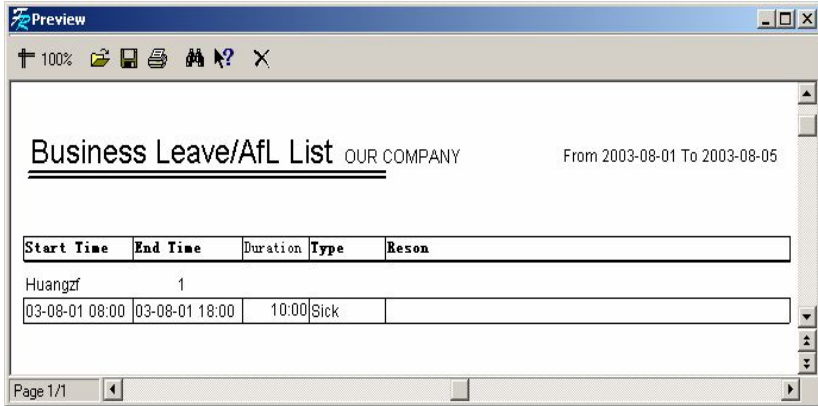 Preview
100%
Business Leave/AfL List OUR COMPANY From 2003-08-01 To 2003-08-05
Start Time End Time Duration Type Reson
Huangzf 1
03-08-01 08:00 03-08-01 18:00 10:00 Sick
Page 1/1